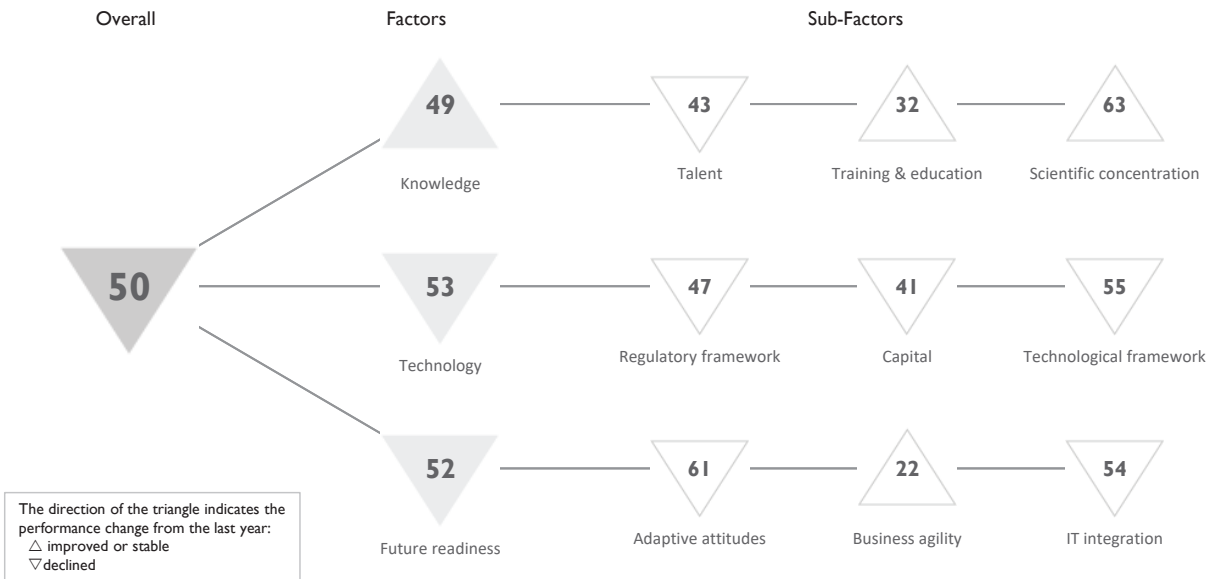 Overall Factors Sub-Factors
49 43 32 63
Knowledge Talent Training & education Scientific concentration
50 53 47 41 55
Technology Regulatory framework Capital Technological framework
52 61 22 54
Future readiness Adaptive attitudes Business agility IT integration
The direction of the triangle indicates the
performance change from the last year:
△ improved or stable
▽ declined